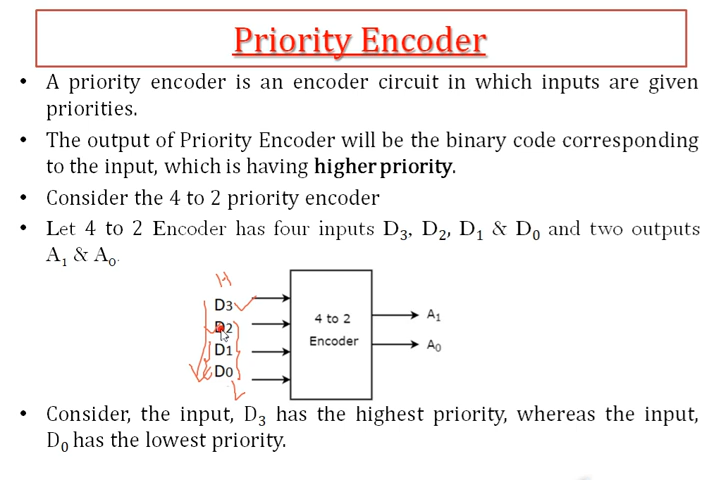 Priority Encoder
• A priority encoder is an encoder circuit in which inputs are given
priorities.
• The output of Priority Encoder will be the binary code corresponding
to the input, which is having higher priority.
• Consider the 4 to 2 priority encoder
• Let 4 to 2 Encoder has four inputs D₃, D₂, D₁ & D₀ and two outputs
A₁ & A₀.
H
D3
D2
D1
D0
L
4 to 2
Encoder
A₁
A₀
• Consider, the input, D₃ has the highest priority, whereas the input,
D₀ has the lowest priority.